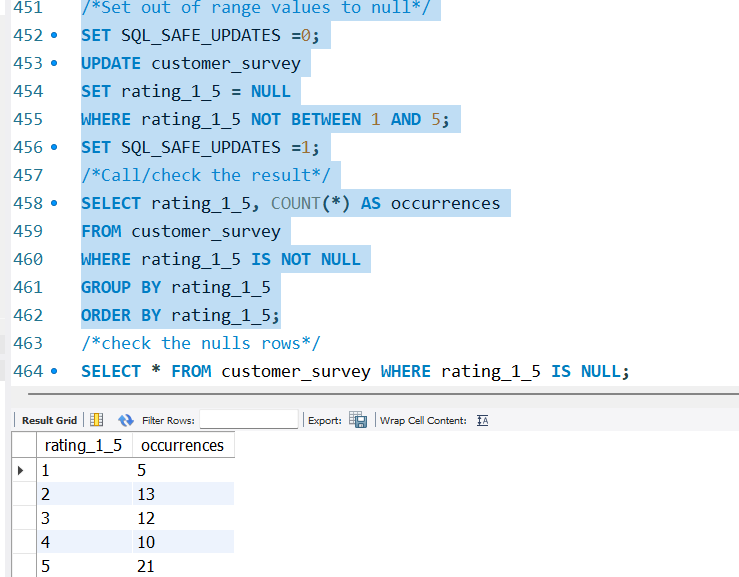 451 /*Set out of range values to null*/
452 SET SQL_SAFE_UPDATES =0;
453 UPDATE customer_survey
454 SET rating_1_5 = NULL
455 WHERE rating_1_5 NOT BETWEEN 1 AND 5;
456 SET SQL_SAFE_UPDATES =1;
457 /*Call/check the result*/
458 SELECT rating_1_5, COUNT(*) AS occurrences
459 FROM customer_survey
460 WHERE rating_1_5 IS NOT NULL
461 GROUP BY rating_1_5
462 ORDER BY rating_1_5;
463 /*check the nulls rows*/
464 SELECT * FROM customer_survey WHERE rating_1_5 IS NULL;
Result Grid Filter Rows: Export: Wrap Cell Content:
rating_1_5 occurrences
1 5
2 13
3 12
4 10
5 21